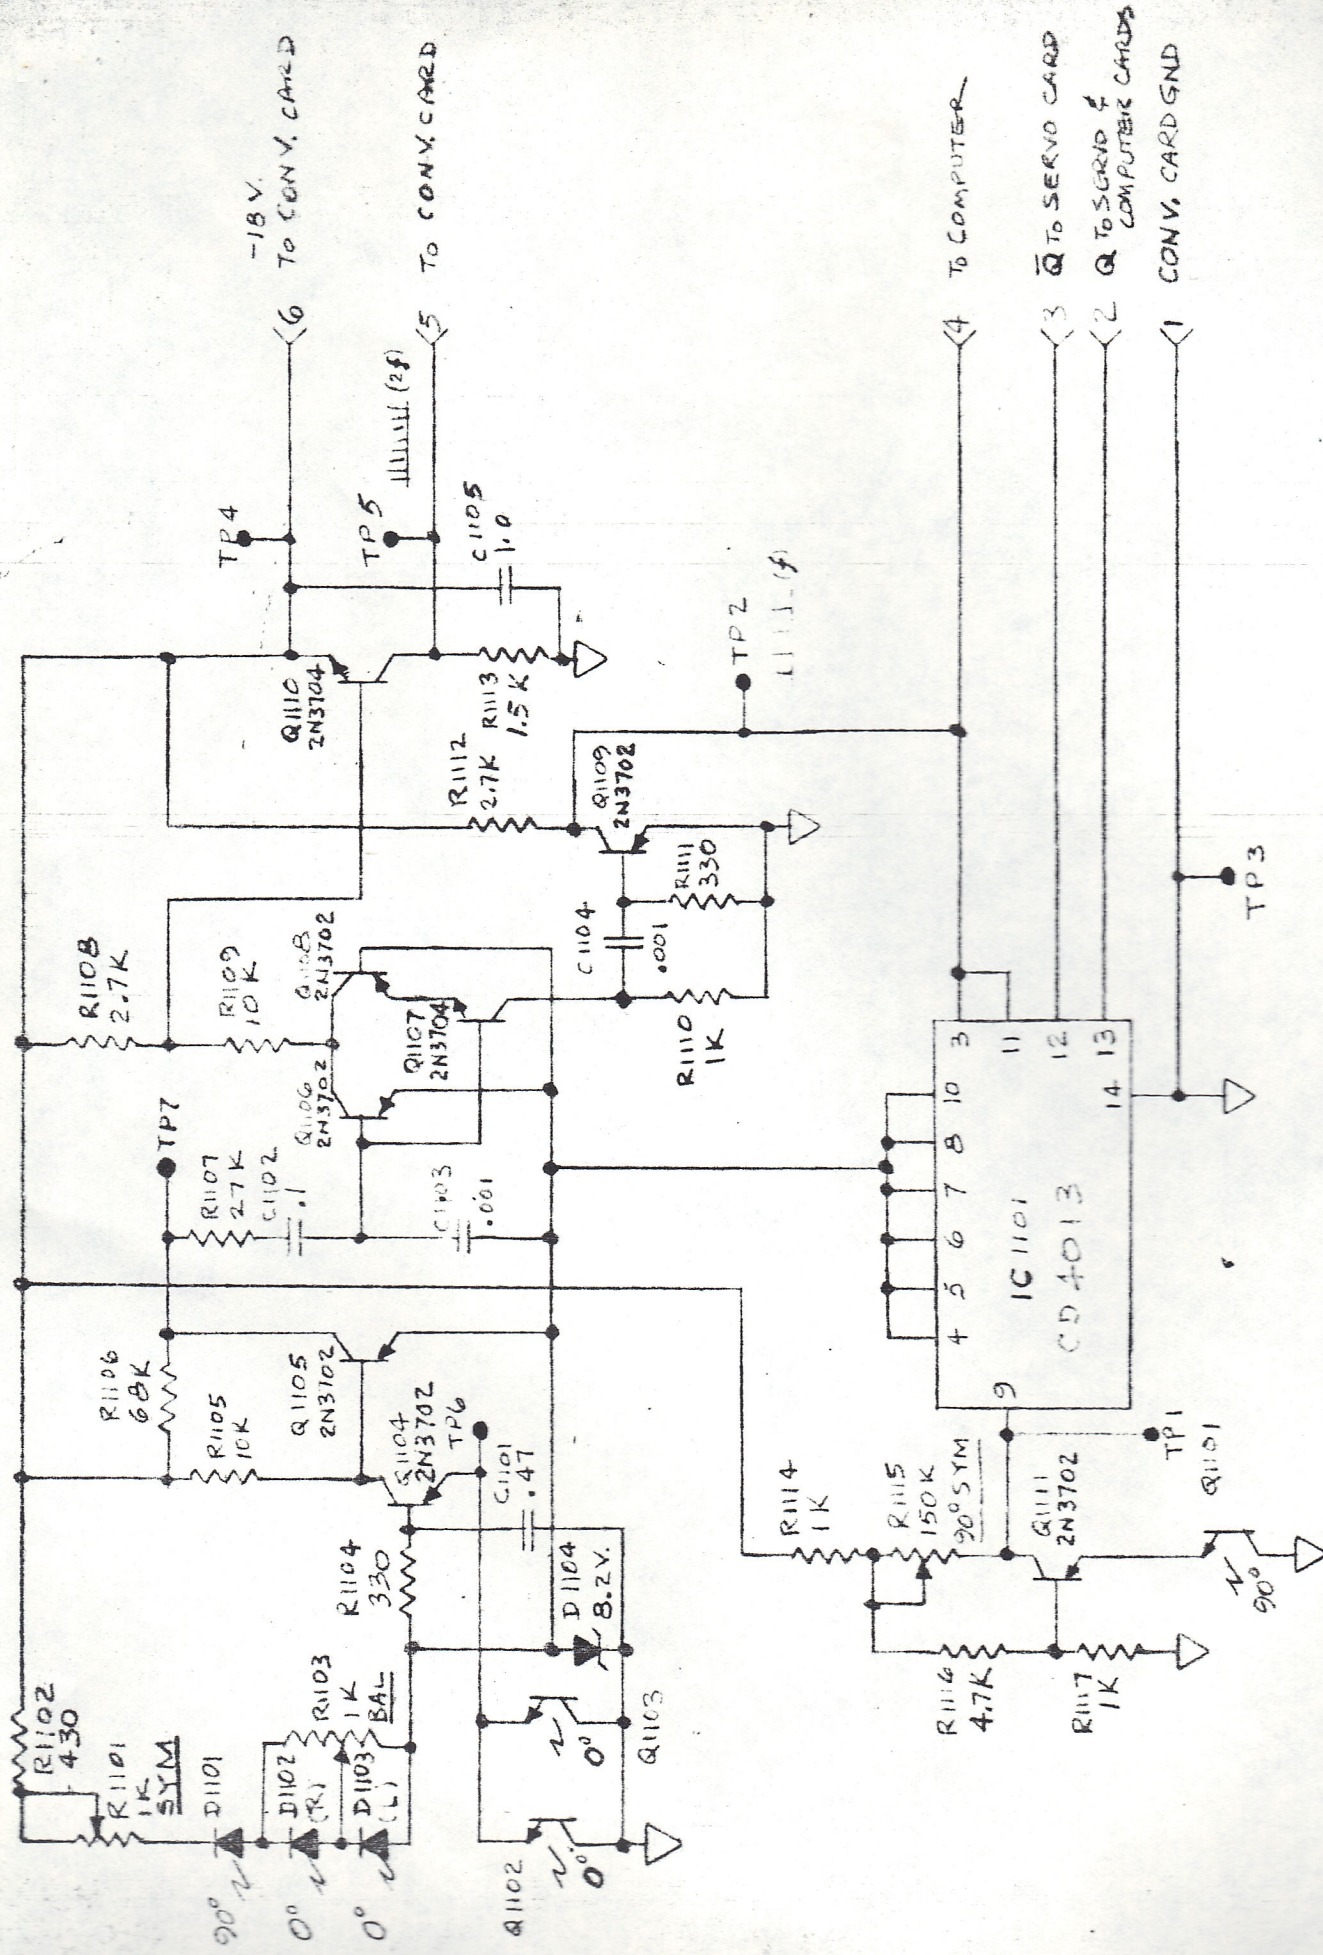 -18 V.
6 TO CONV. CARD
5 TO CONV. CARD
(2f)
TP4
TP5
C1105
1.0
Q1110
2N3704
R1113
1.5 K
R1112
2.7K
Q1109
2N3702
TP2
(f)
4 TO COMPUTER
3 Q̅ TO SERVO CARD
2 Q TO SERVO &
COMPUTER CARDS
1 CONV. CARD GND
TP3
R1108
2.7K
R1109
10 K
Q1108
2N3702
Q1106
2N3702
Q1107
2N3704
C1104
.001
R1111
330
R1110
1K
TP7
R1107
27K
C1102
.1
C1103
.001
R1106
68K
R1105
10K
Q1105
2N3702
Q1104
2N3702
TP6
C1101
.47
R1104
330
D1104
8.2V.
R1102
430
R1101
1K
SYM
90°
D1101
0°
D1102
(R)
0°
D1103
(L)
R1103
1K
BAL
Q1102
0°
0°
Q1103
3
11
12
13
14
10
8
7
6
5
4
9
IC1101
CD4013
R1114
1K
R1115
150K
90° SYM
Q1111
2N3702
TP1
Q1101
90°
R1116
4.7K
R1117
1K